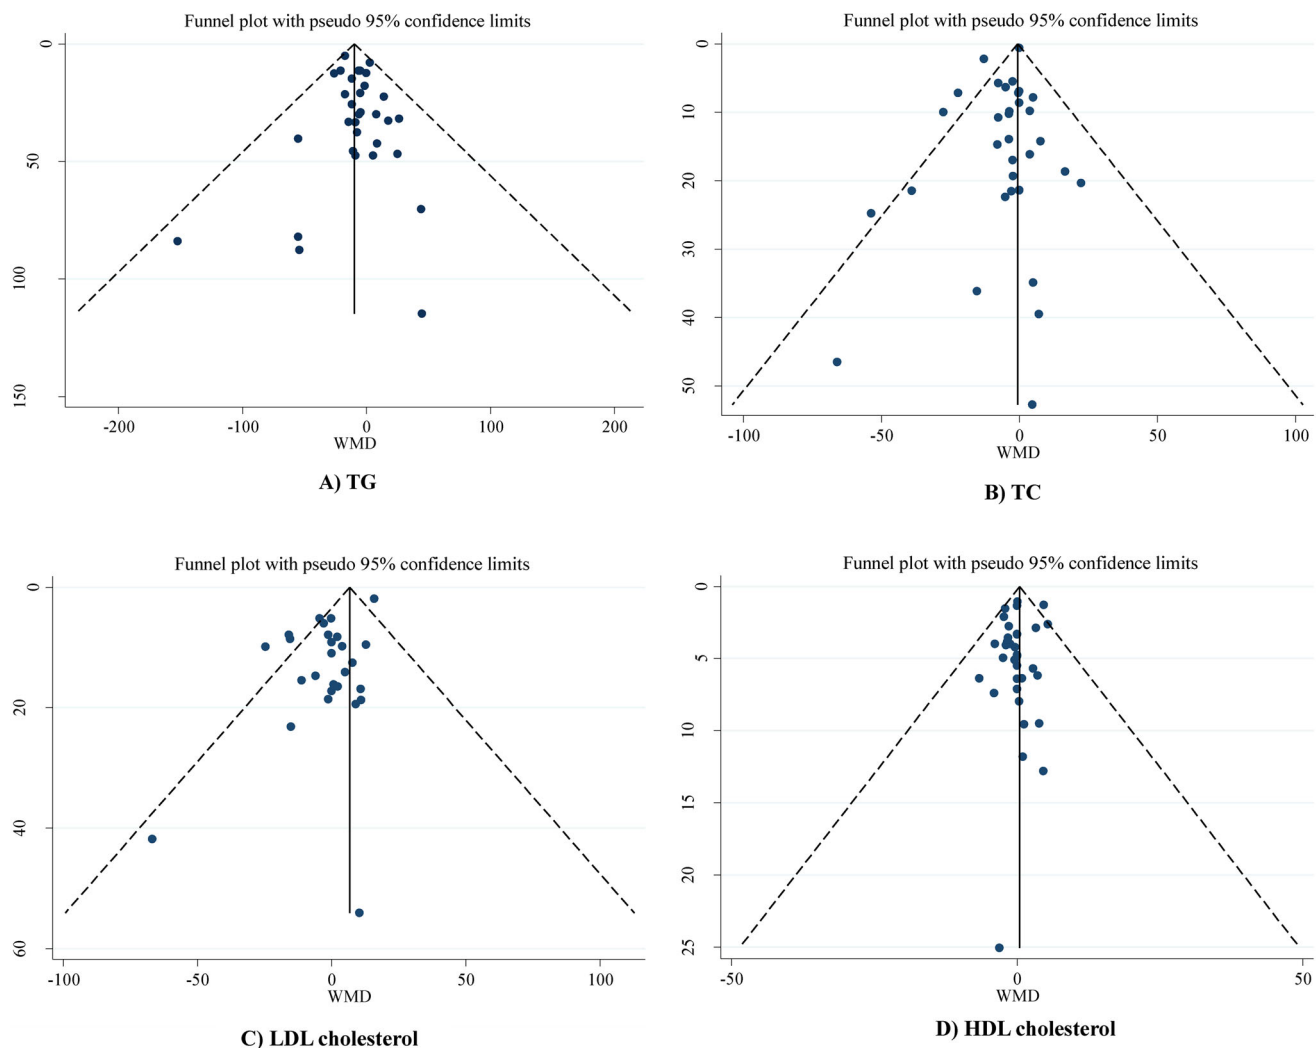 Funnel plot with pseudo 95% confidence limits
0
50
100
150
-200 -100 0 100 200
WMD
A) TG
Funnel plot with pseudo 95% confidence limits
0
10
20
30
40
50
-100 -50 0 50 100
WMD
B) TC
Funnel plot with pseudo 95% confidence limits
0
20
40
60
-100 -50 0 50 100
WMD
C) LDL cholesterol
Funnel plot with pseudo 95% confidence limits
0
5
10
15
20
25
-50 0 50
WMD
D) HDL cholesterol